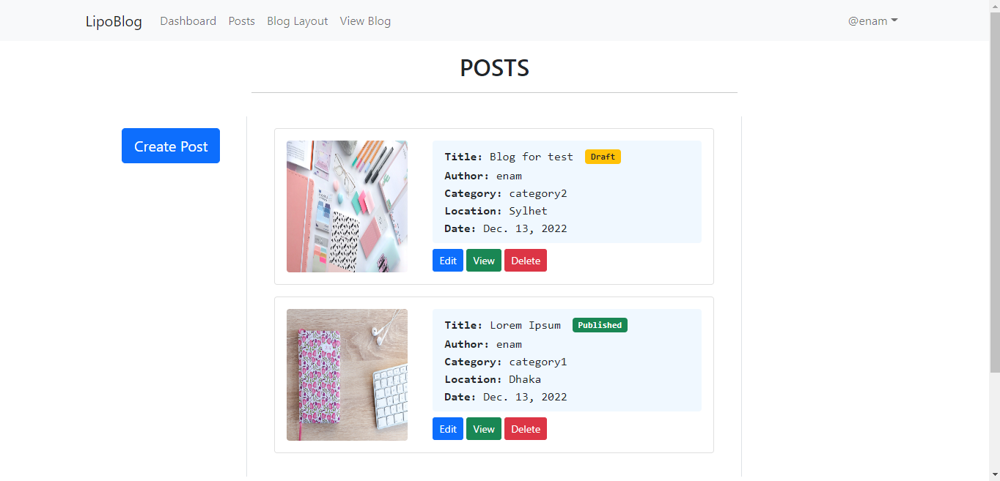 LipoBlog Dashboard Posts Blog Layout View Blog @enam
POSTS
Create Post
Title: Blog for test Draft
Author: enam
Category: category2
Location: Sylhet
Date: Dec. 13, 2022
Edit View Delete
Title: Lorem Ipsum Published
Author: enam
Category: category1
Location: Dhaka
Date: Dec. 13, 2022
Edit View Delete